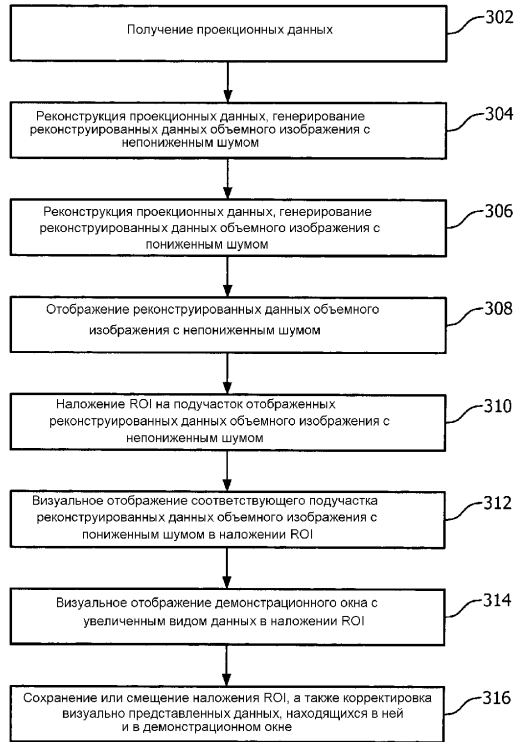 Получение проекционных данных
302
Реконструкция проекционных данных, генерирование
реконструированных данных объемного изображения с
непониженным шумом
304
Реконструкция проекционных данных, генерирование
реконструированных данных объемного изображения с
пониженным шумом
306
Отображение реконструированных данных объемного
изображения с непониженным шумом
308
Наложение ROI на подучасток отображенных
реконструированных данных объемного изображения с
непониженным шумом
310
Визуальное отображение соответствующего подучастка
реконструированных данных объемного изображения с
пониженным шумом в наложении ROI
312
Визуальное отображение демонстрационного окна с
увеличенным видом данных в наложении ROI
314
Сохранение или смещение наложения ROI, а также корректировка
визуально представленных данных, находящихся в ней
и в демонстрационном окне
316